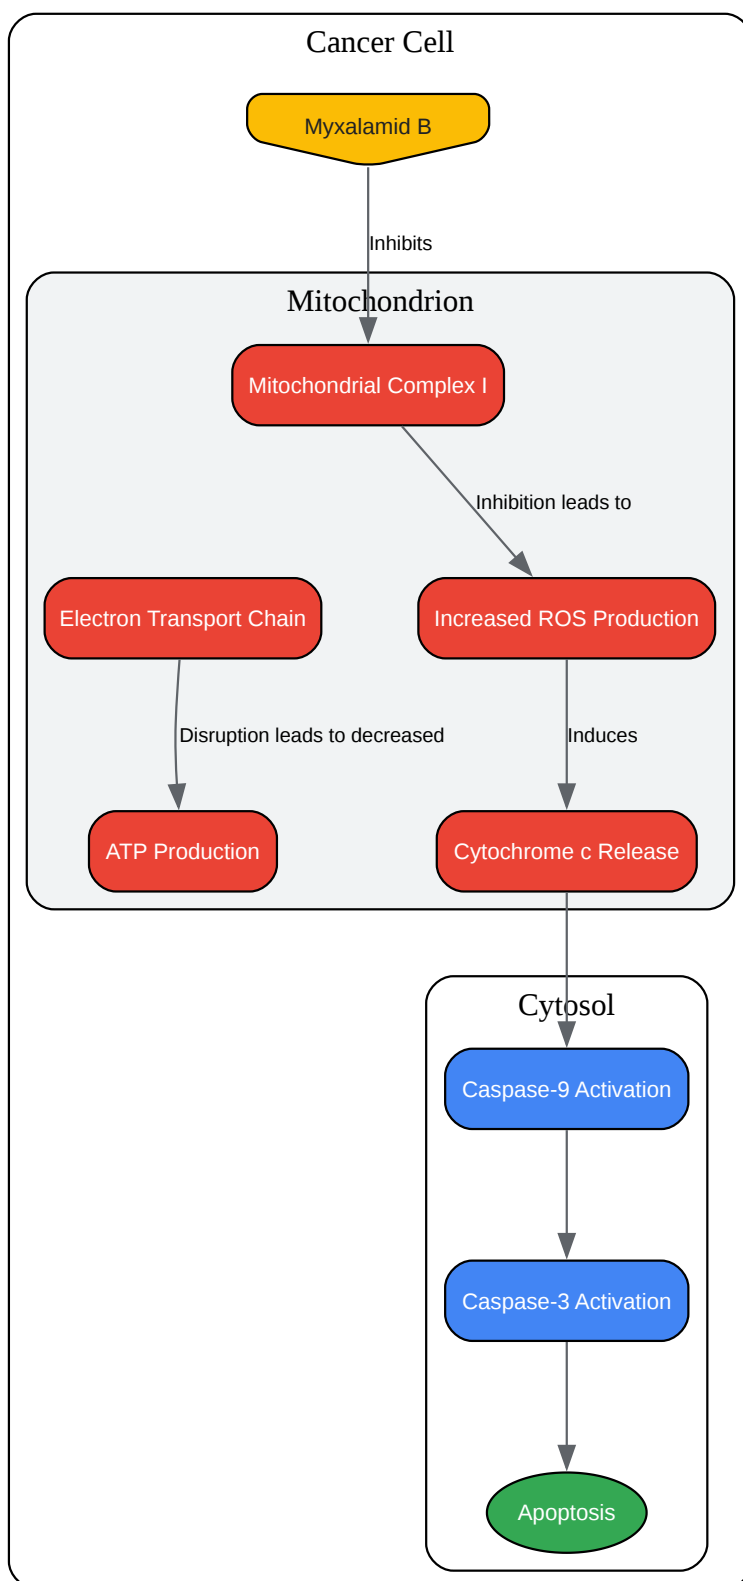 Cancer Cell
Myxalamid B
Inhibits
Mitochondrion
Mitochondrial Complex I
Inhibition leads to
Electron Transport Chain
Increased ROS Production
Disruption leads to decreased
Induces
ATP Production
Cytochrome c Release
Cytosol
Caspase-9 Activation
Caspase-3 Activation
Apoptosis